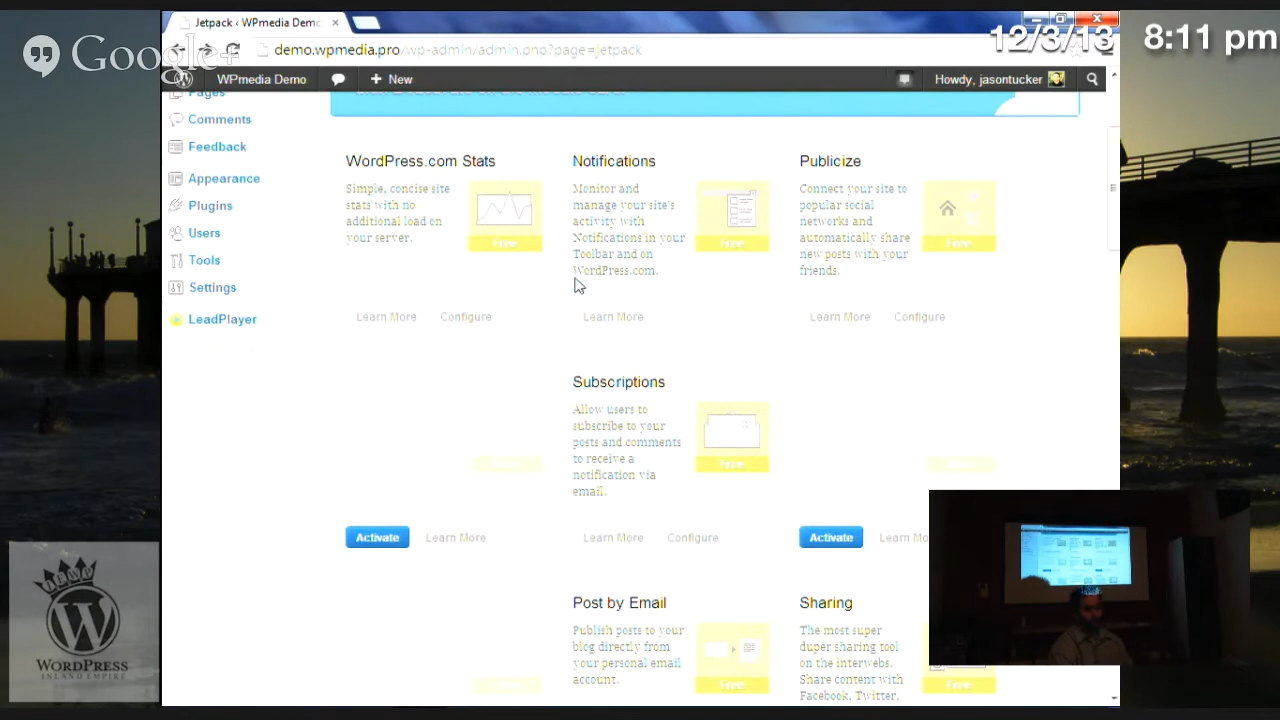 Google+
Jetpack ‹ WPmedia Demo
demo.wpmedia.pro/wp-admin/admin.php?page=jetpack
12/3/13 8:11 pm
WPmedia Demo
New
Howdy, jasontucker
Pages
Comments
Feedback
Appearance
Plugins
Users
Tools
Settings
LeadPlayer
WordPress.com Stats
Simple, concise site
stats with no
additional load on
your server.
Free
Learn More Configure
Notifications
Monitor and
manage your site's
activity with
Notifications in your
Toolbar and on
WordPress.com.
Free
Learn More
Publicize
Connect your site to
popular social
networks and
automatically share
new posts with your
friends.
Free
Learn More Configure
Activate Learn More
Subscriptions
Allow users to
subscribe to your
posts and comments
to receive a
notification via
email.
Free
Learn More Configure
Activate Learn Mo
Post by Email
Publish posts to your
blog directly from
your personal email
account.
Free
Sharing
The most super
duper sharing tool
on the interwebs.
Share content with
Facebook, Twitter,
Free
WORDPRESS
INLAND EMPIRE